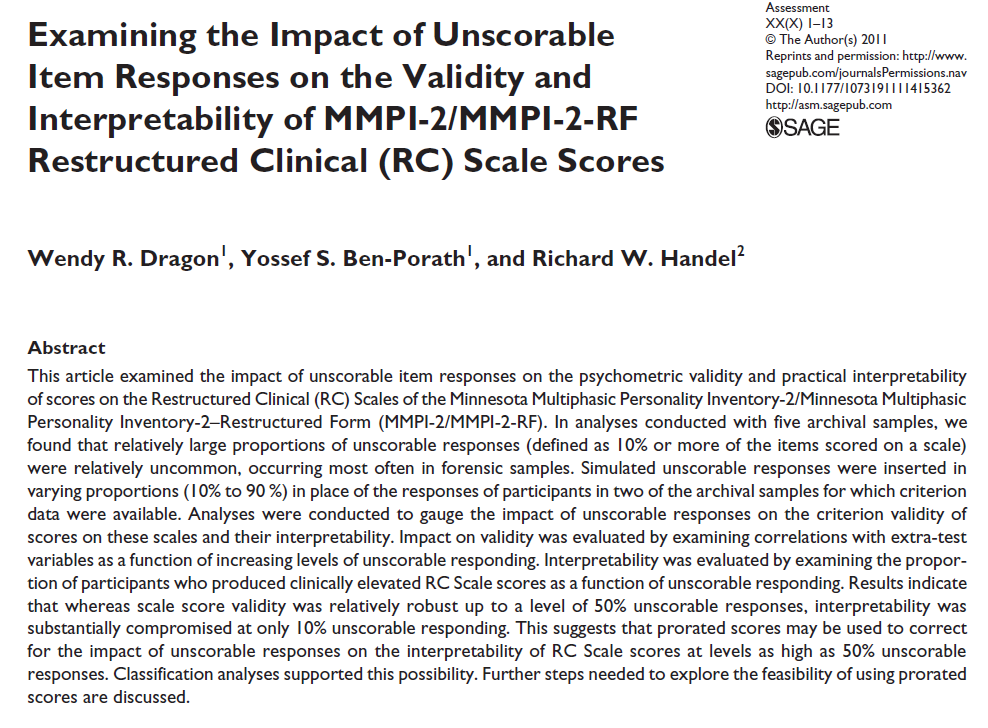 Examining the Impact of Unscorable
Item Responses on the Validity and
Interpretability of MMPI-2/MMPI-2-RF
Restructured Clinical (RC) Scale Scores
Assessment
XX(X) 1–13
© The Author(s) 2011
Reprints and permission: http://www.
sagepub.com/journalsPermissions.nav
DOI: 10.1177/1073191111415362
http://asm.sagepub.com
SAGE
Wendy R. Dragon1, Yossef S. Ben-Porath1, and Richard W. Handel2
Abstract
This article examined the impact of unscorable item responses on the psychometric validity and practical interpretability
of scores on the Restructured Clinical (RC) Scales of the Minnesota Multiphasic Personality Inventory-2/Minnesota Multiphasic
Personality Inventory-2–Restructured Form (MMPI-2/MMPI-2-RF). In analyses conducted with five archival samples, we
found that relatively large proportions of unscorable responses (defined as 10% or more of the items scored on a scale)
were relatively uncommon, occurring most often in forensic samples. Simulated unscorable responses were inserted in
varying proportions (10% to 90 %) in place of the responses of participants in two of the archival samples for which criterion
data were available. Analyses were conducted to gauge the impact of unscorable responses on the criterion validity of
scores on these scales and their interpretability. Impact on validity was evaluated by examining correlations with extra-test
variables as a function of increasing levels of unscorable responding. Interpretability was evaluated by examining the propor-
tion of participants who produced clinically elevated RC Scale scores as a function of unscorable responding. Results indicate
that whereas scale score validity was relatively robust up to a level of 50% unscorable responses, interpretability was
substantially compromised at only 10% unscorable responding. This suggests that prorated scores may be used to correct
for the impact of unscorable responses on the interpretability of RC Scale scores at levels as high as 50% unscorable
responses. Classification analyses supported this possibility. Further steps needed to explore the feasibility of using prorated
scores are discussed.